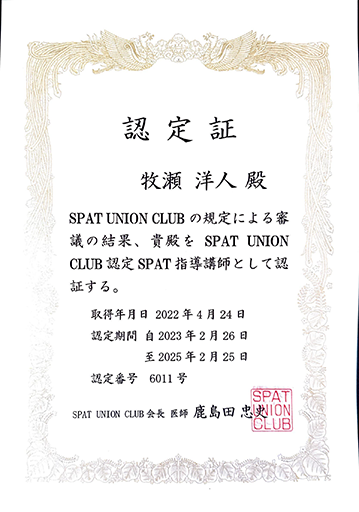 認定証
牧瀬 洋人 殿
SPAT UNION CLUB の規定による審
議の結果、貴殿を SPAT UNION
CLUB 認定 SPAT 指導講師として認
証する。
取得年月日 2022 年 4 月 24 日
認定期間 自 2023 年 2 月 26 日
至 2025 年 2 月 25 日
認定番号 6011 号
SPAT UNION CLUB 会長 医師 鹿島田 忠史
SPAT
UNION
CLUB